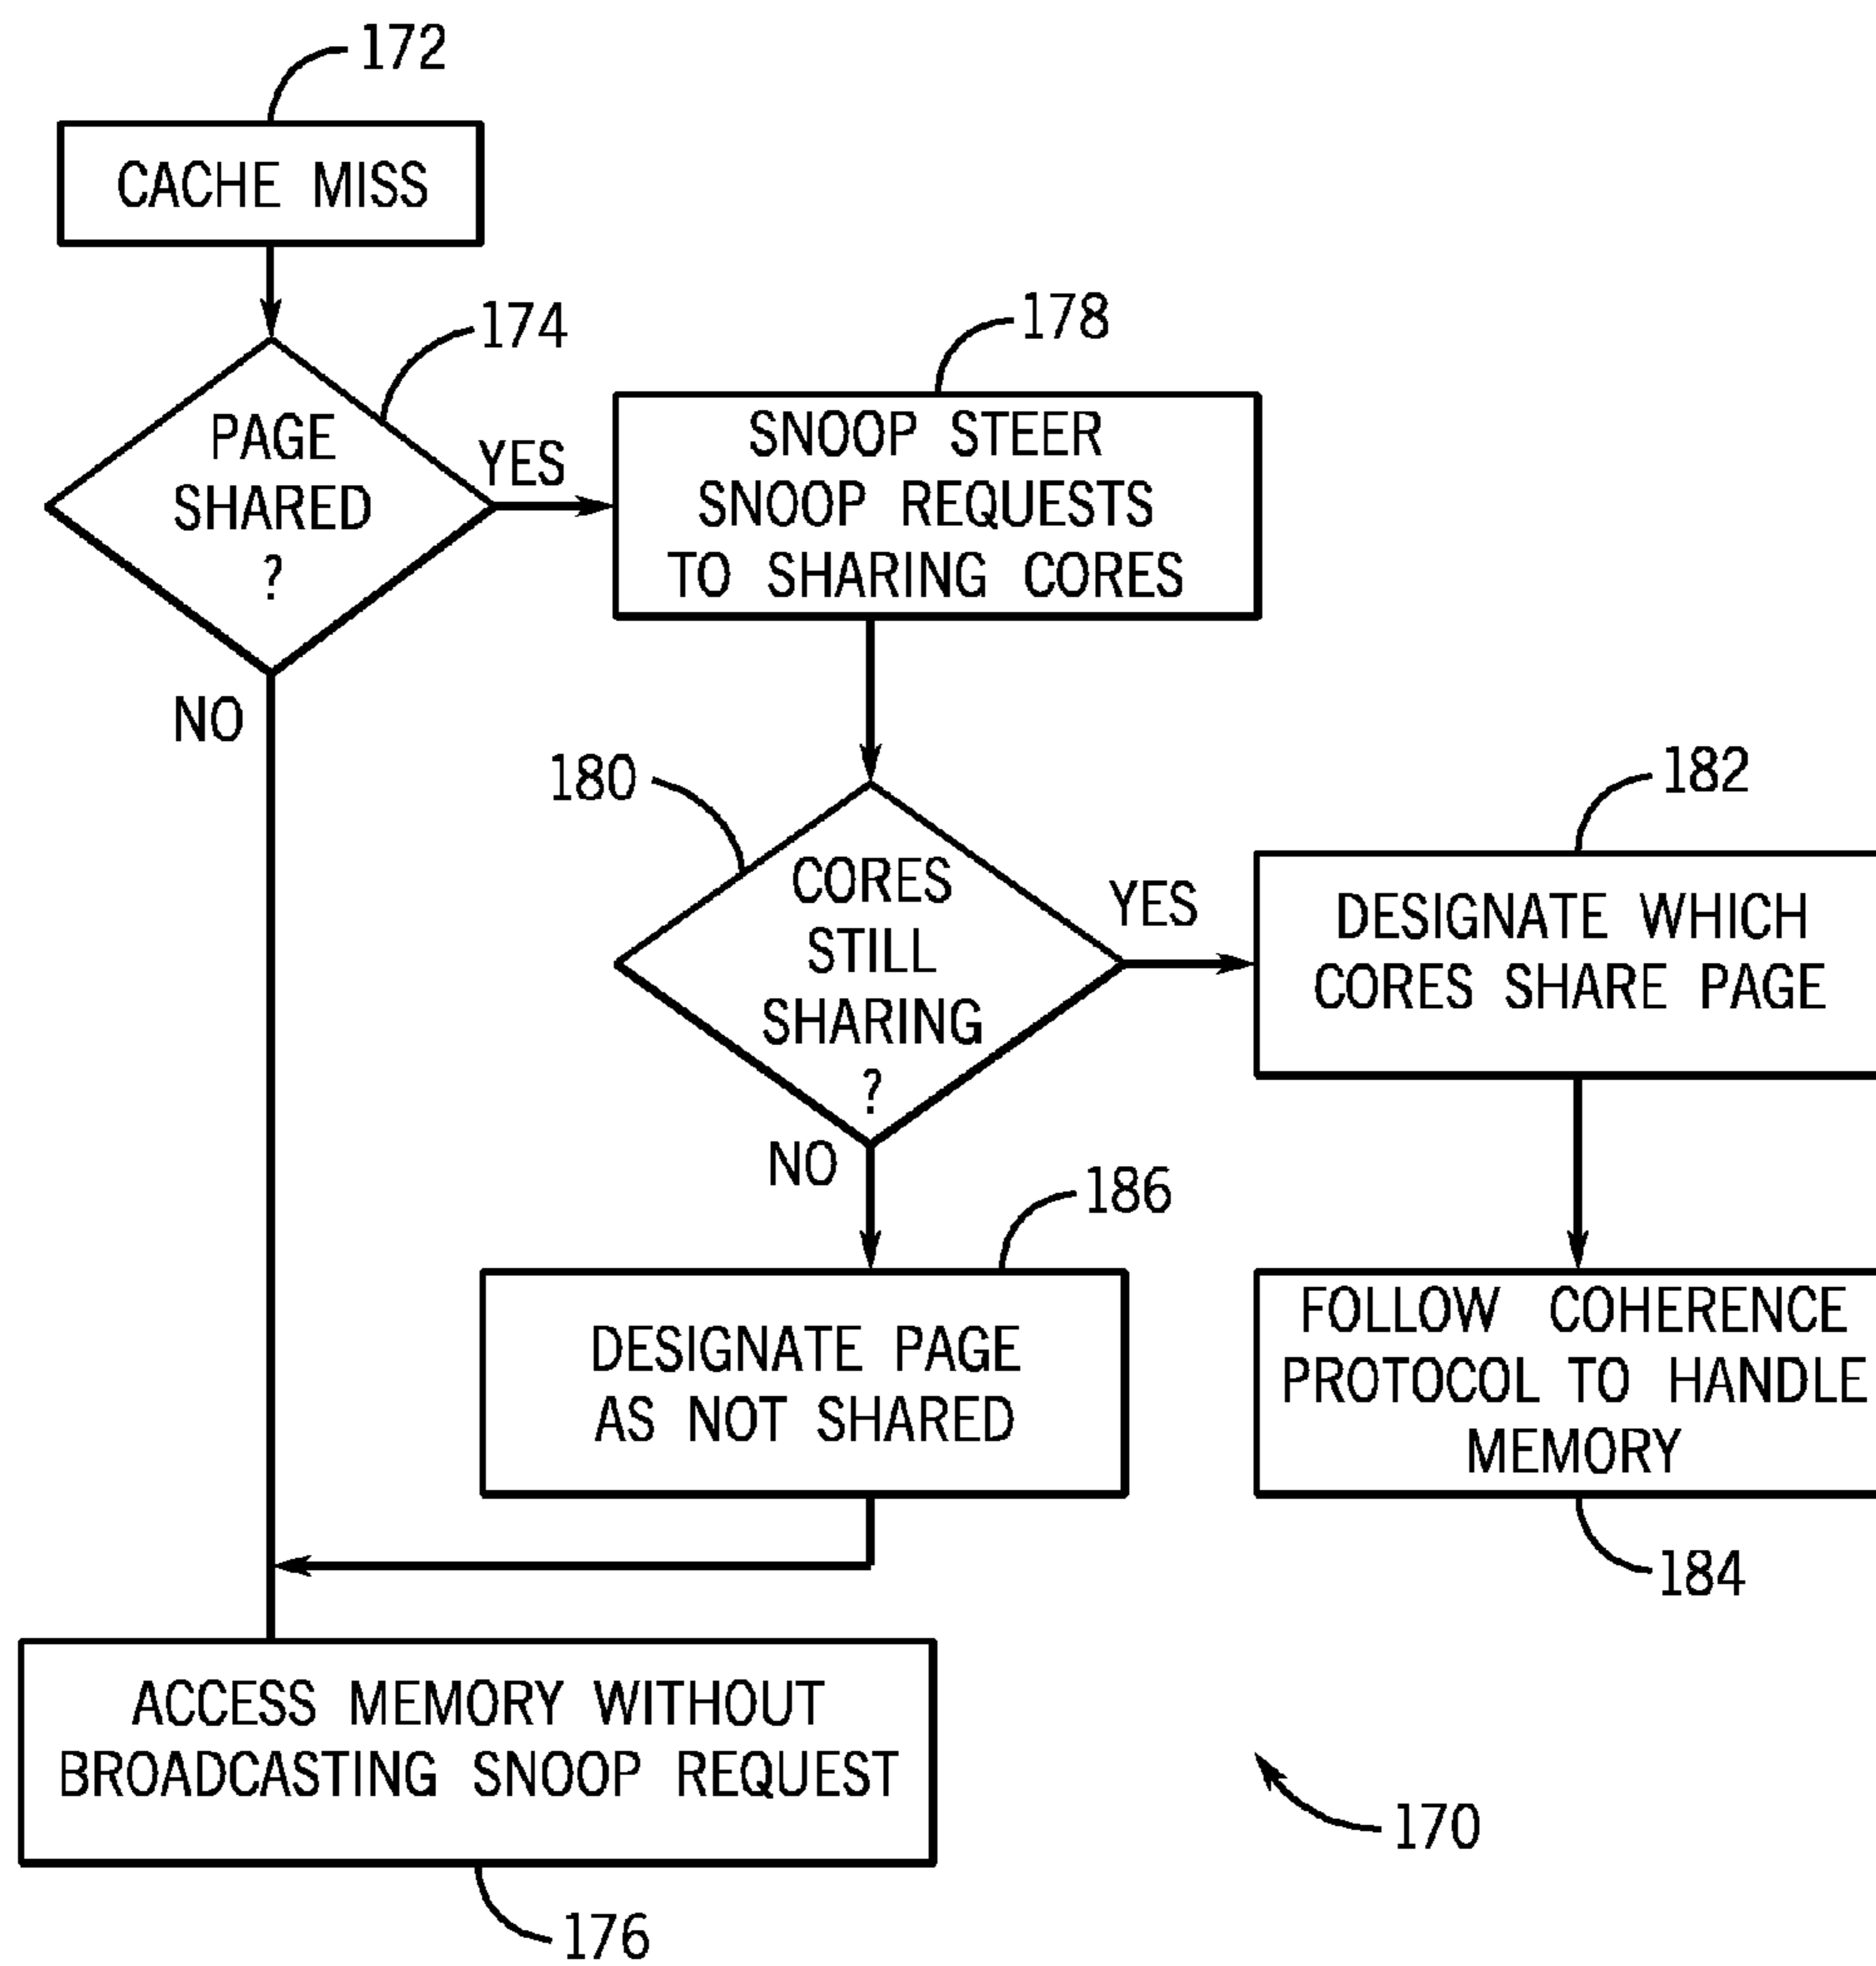 172
CACHE MISS
174
PAGE
SHARED
?
YES
NO
178
SNOOP STEER
SNOOP REQUESTS
TO SHARING CORES
180
CORES
STILL
SHARING
?
YES
NO
182
DESIGNATE WHICH
CORES SHARE PAGE
186
DESIGNATE PAGE
AS NOT SHARED
FOLLOW COHERENCE
PROTOCOL TO HANDLE
MEMORY
184
ACCESS MEMORY WITHOUT
BROADCASTING SNOOP REQUEST
176
170